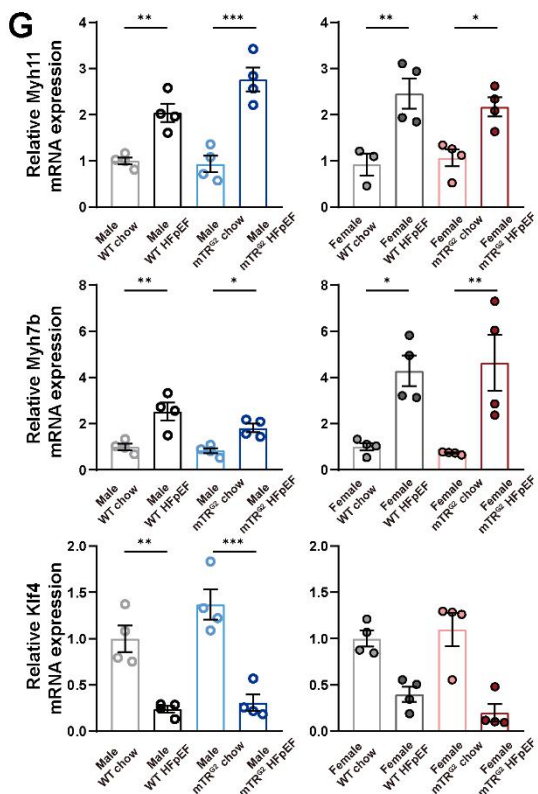 G
Relative Myh11
mRNA expression
4
3
2
1
0
**
***
Male
WT chow
Male
WT HFpEF
Male
mTRG2 chow
Male
mTRG2 HFpEF
4
3
2
1
0
**
*
Female
WT chow
Female
WT HFpEF
Female
mTRG2 chow
Female
mTRG2 HFpEF
Relative Myh7b
mRNA expression
8
6
4
2
0
**
*
Male
WT chow
Male
WT HFpEF
Male
mTRG2 chow
Male
mTRG2 HFpEF
8
6
4
2
0
*
**
Female
WT chow
Female
WT HFpEF
Female
mTRG2 chow
Female
mTRG2 HFpEF
Relative Klf4
mRNA expression
2.0
1.5
1.0
0.5
0.0
**
***
Male
WT chow
Male
WT HFpEF
Male
mTRG2 chow
Male
mTRG2 HFpEF
2.0
1.5
1.0
0.5
0.0
Female
WT chow
Female
WT HFpEF
Female
mTRG2 chow
Female
mTRG2 HFpEF